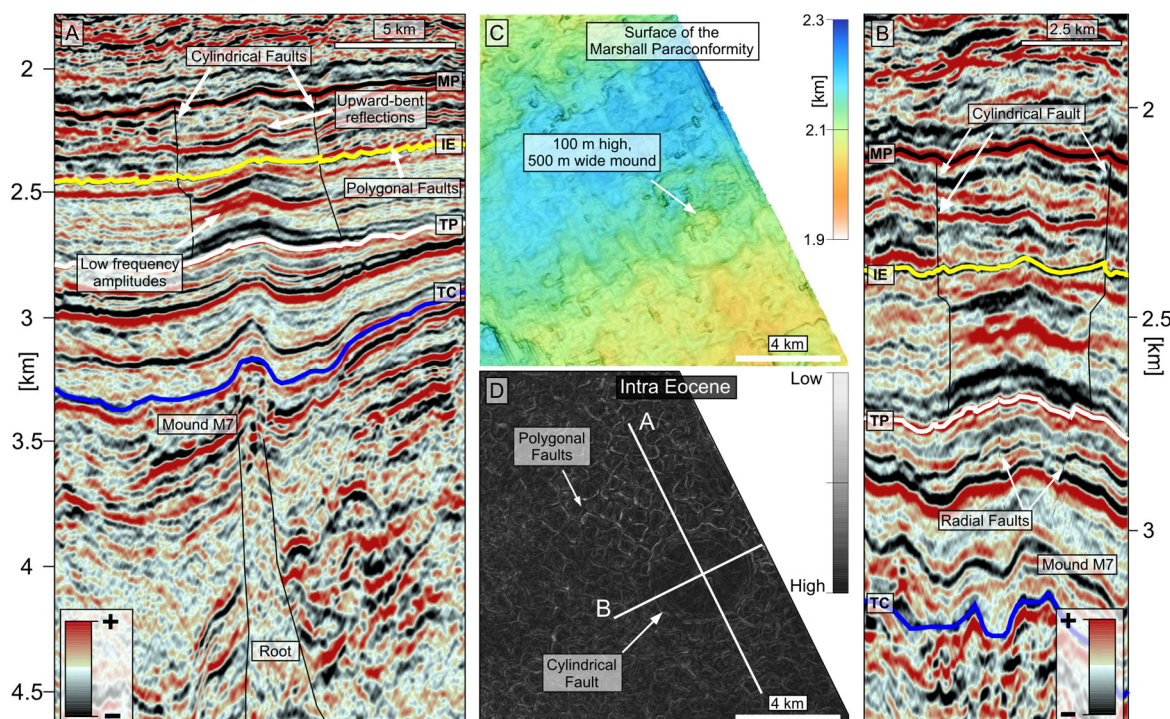 A
5 km
Cylindrical Faults
2
MP
Upward-bent
reflections
IE
Polygonal Faults
2.5
TP
Low frequency
amplitudes
TC
3
[km]
Mound M7
3.5
4
Root
4.5
+
-
C
Surface of the
Marshall Paraconformity
2.3
[km]
2.1
1.9
100 m high,
500 m wide mound
4 km
D
Intra Eocene
Low
High
A
Polygonal
Faults
B
Cylindrical
Fault
4 km
B
2.5 km
2
Cylindrical Fault
MP
IE
2.5
TP
[km]
Radial Faults
3
Mound M7
TC
+
-